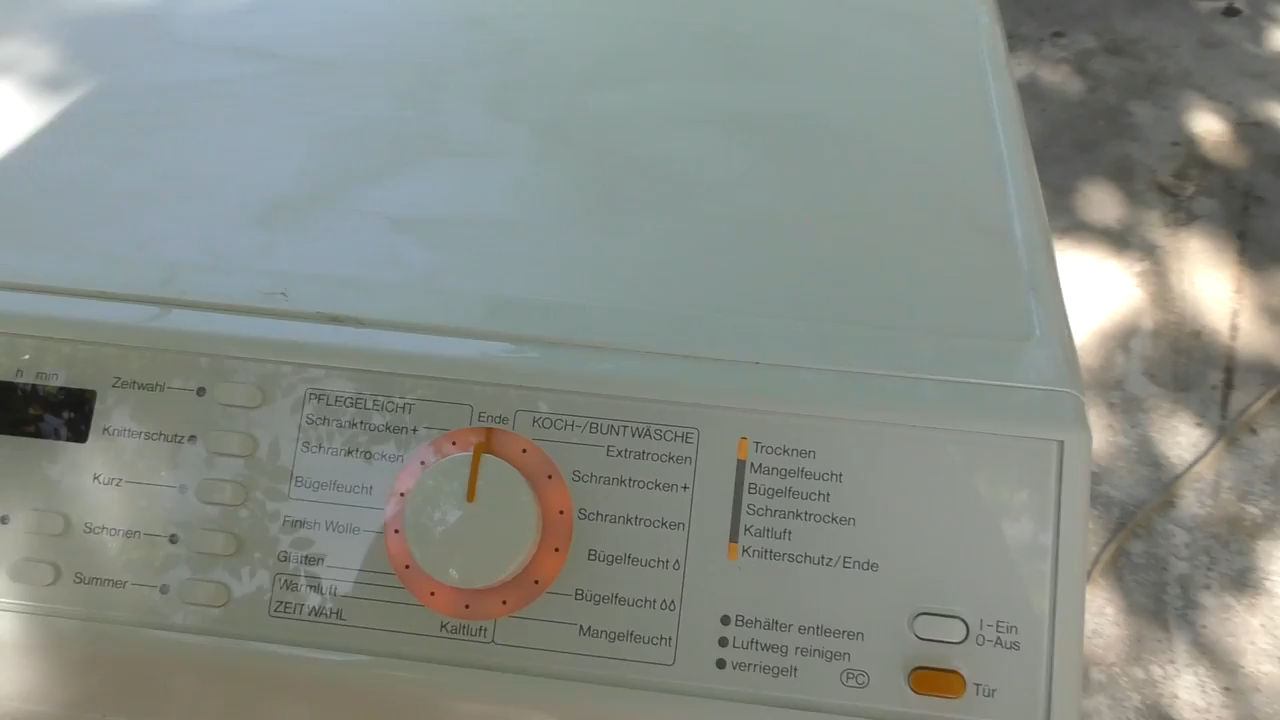 h min
Zeitwahl
Knitterschutz
Kurz
Schonen
Summer
PFLEGELEICHT
Schranktrocken+
Schranktrocken
Bügelfeucht
Finish Wolle
Glätten
Warmluft
ZEITWAHL
Kaltluft
Ende
KOCH-/BUNTWÄSCHE
Extratrocken
Schranktrocken+
Schranktrocken
Bügelfeucht
Bügelfeucht
Mangelfeucht
Trocknen
Mangelfeucht
Bügelfeucht
Schranktrocken
Kaltluft
Knitterschutz/Ende
Behälter entleeren
Luftweg reinigen
verriegelt
PC
I-Ein
0-Aus
Tür